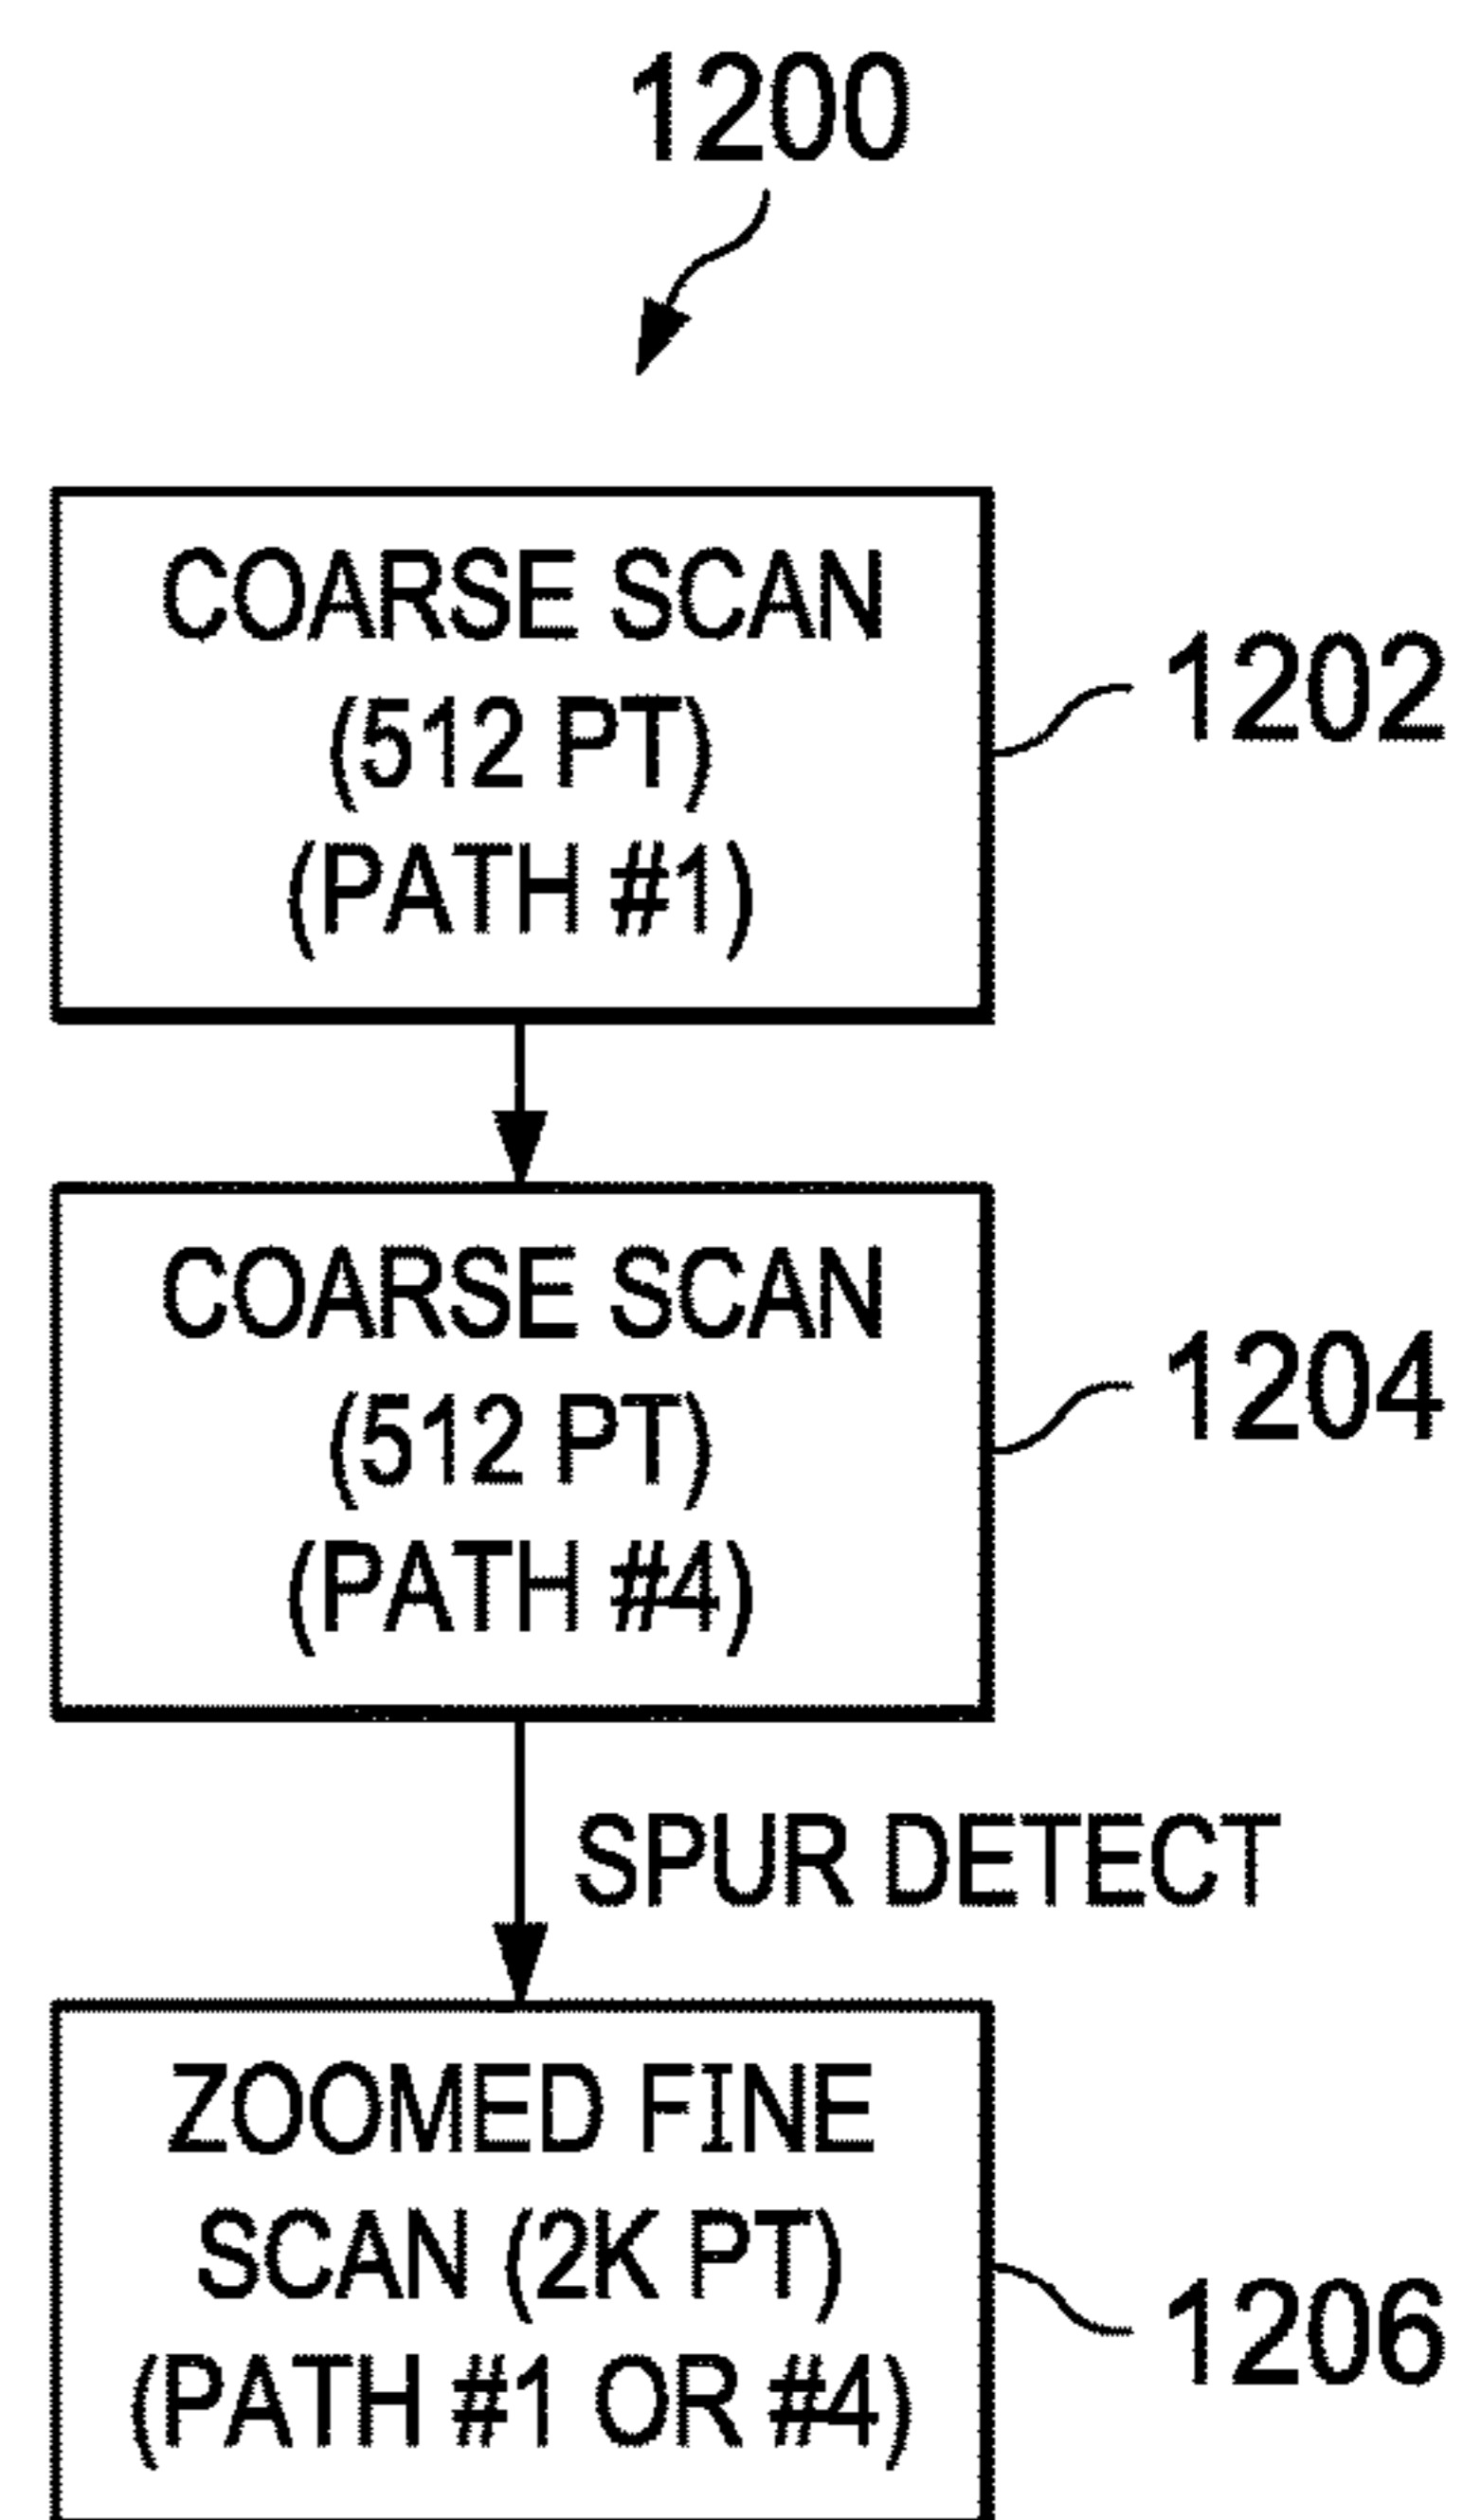 1200
COARSE SCAN
(512 PT)
(PATH #1)
1202
COARSE SCAN
(512 PT)
(PATH #4)
1204
SPUR DETECT
ZOOMED FINE
SCAN (2K PT)
(PATH #1 OR #4)
1206